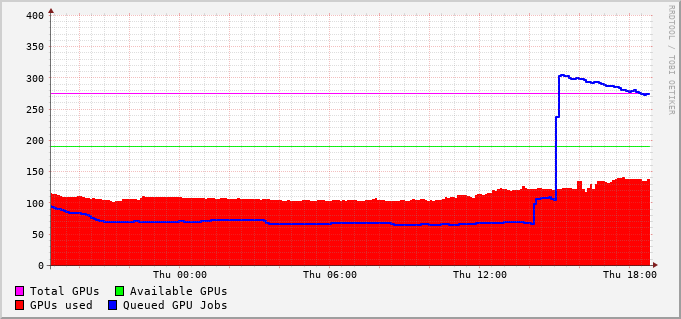 400
350
300
250
200
150
100
50
0
Thu 00:00 Thu 06:00 Thu 12:00 Thu 18:00
Total GPUs Available GPUs
GPUs used Queued GPU Jobs
RRDTOOL / TOBI OETIKER